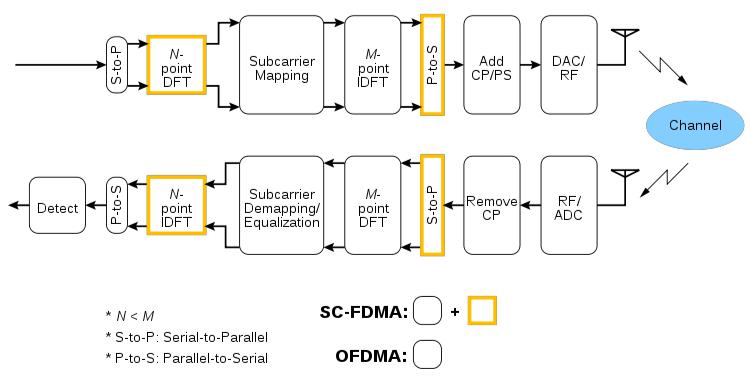 S-to-P
N-
point
DFT
Subcarrier
Mapping
M-
point
IDFT
P-to-S
Add
CP/PS
DAC/
RF
Channel
Detect
P-to-S
N-
point
IDFT
Subcarrier
Demapping/
Equalization
M-
point
DFT
S-to-P
Remove
CP
RF/
ADC
* N < M
* S-to-P: Serial-to-Parallel
* P-to-S: Parallel-to-Serial
SC-FDMA: +
OFDMA: